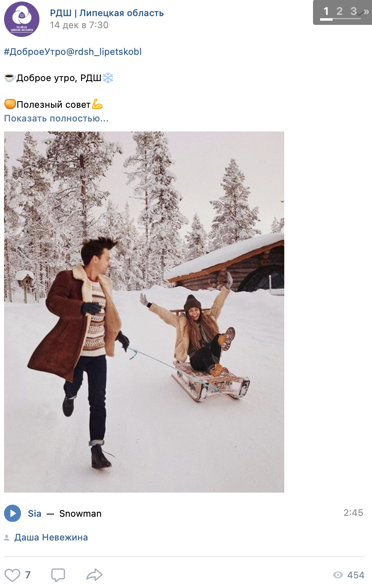 РДШ | Липецкая область
14 дек в 7:30
1 2 3 »
#ДоброеУтро@rdsh_lipetskobl
☕Доброе утро, РДШ❄️
🍊Полезный совет💪
Показать полностью...
Sia — Snowman
2:45
Даша Невежина
7
454